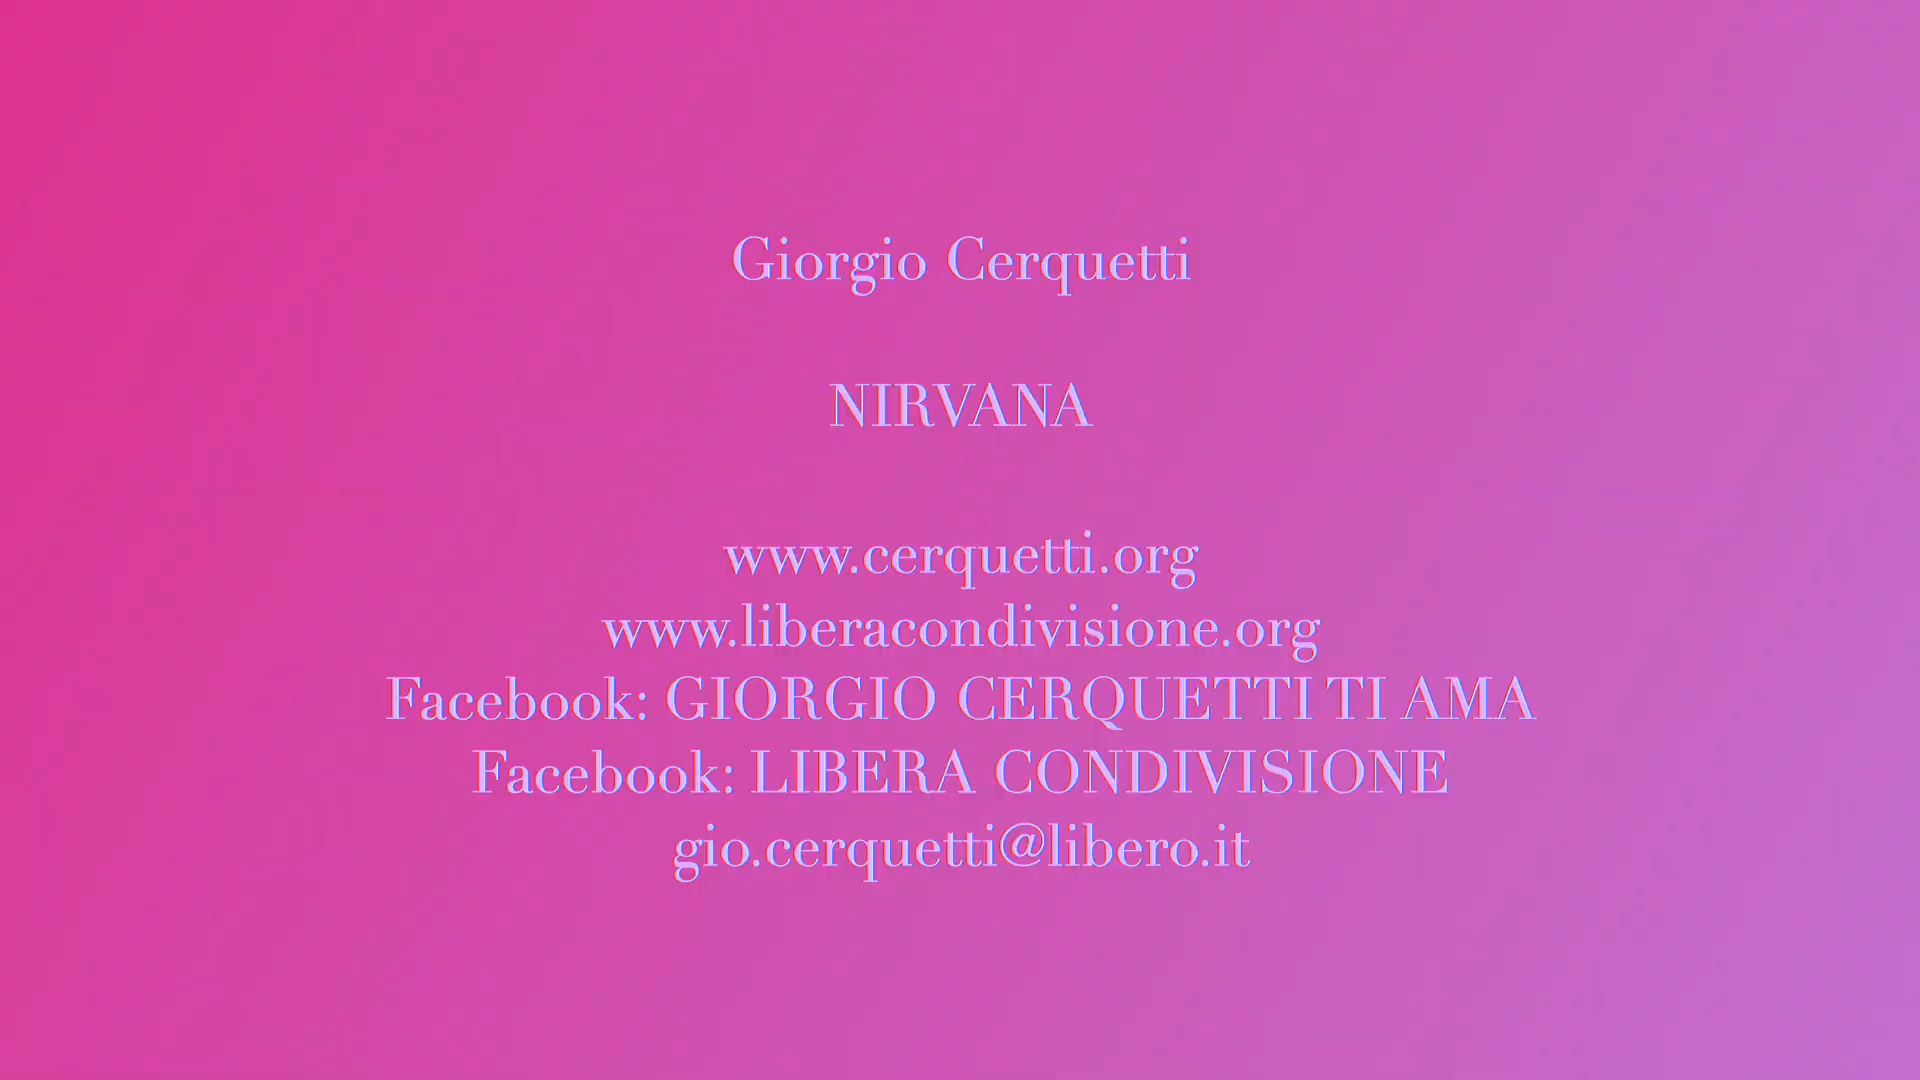 Giorgio Cerquetti
NIRVANA
www.cerquetti.org
www.liberacondivisione.org
Facebook: GIORGIO CERQUETTI TI AMA
Facebook: LIBERA CONDIVISIONE
gio.cerquetti@libero.it